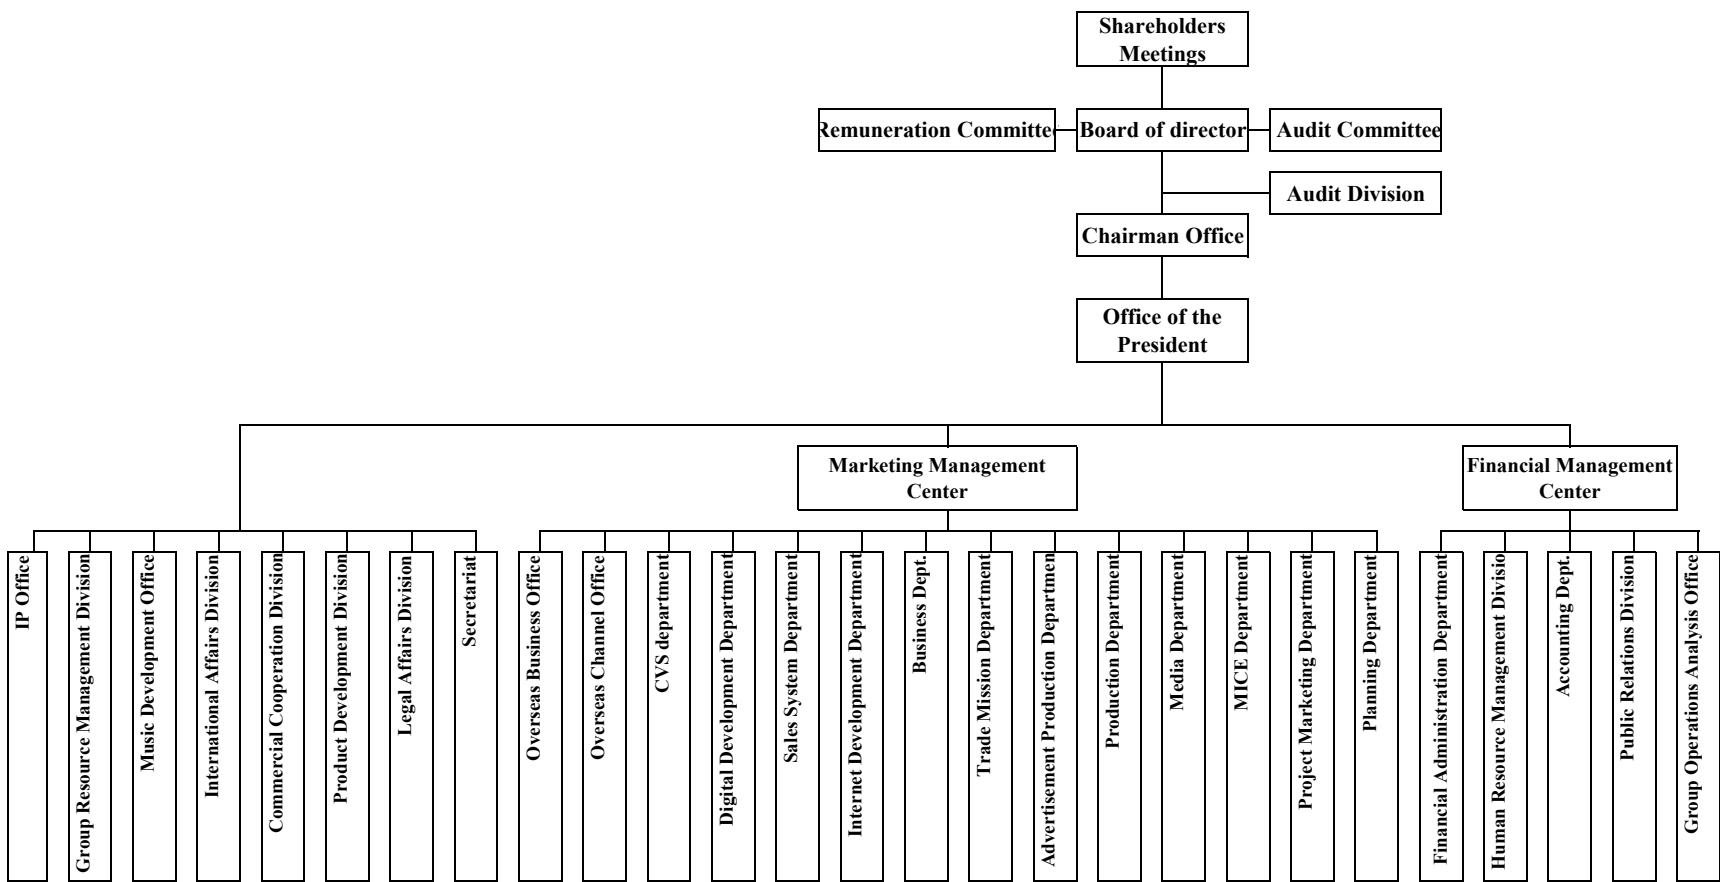 Shareholders
Meetings
Remuneration Committe
Board of director
Audit Committee
Audit Division
Chairman Office
Office of the
President
Marketing Management
Center
Financial Management
Center
IP Office
Group Resource Management Division
Music Development Office
International Affairs Division
Commercial Cooperation Division
Product Development Division
Legal Affairs Division
Secretariat
Overseas Business Office
Overseas Channel Office
CVS department
Digital Development Department
Sales System Department
Internet Development Department
Business Dept.
Trade Mission Department
Advertisement Production Departmen
Production Department
Media Department
MICE Department
Project Marketing Department
Planning Department
Financial Administration Department
Human Resource Management Divisio
Accounting Dept.
Public Relations Division
Group Operations Analysis Office